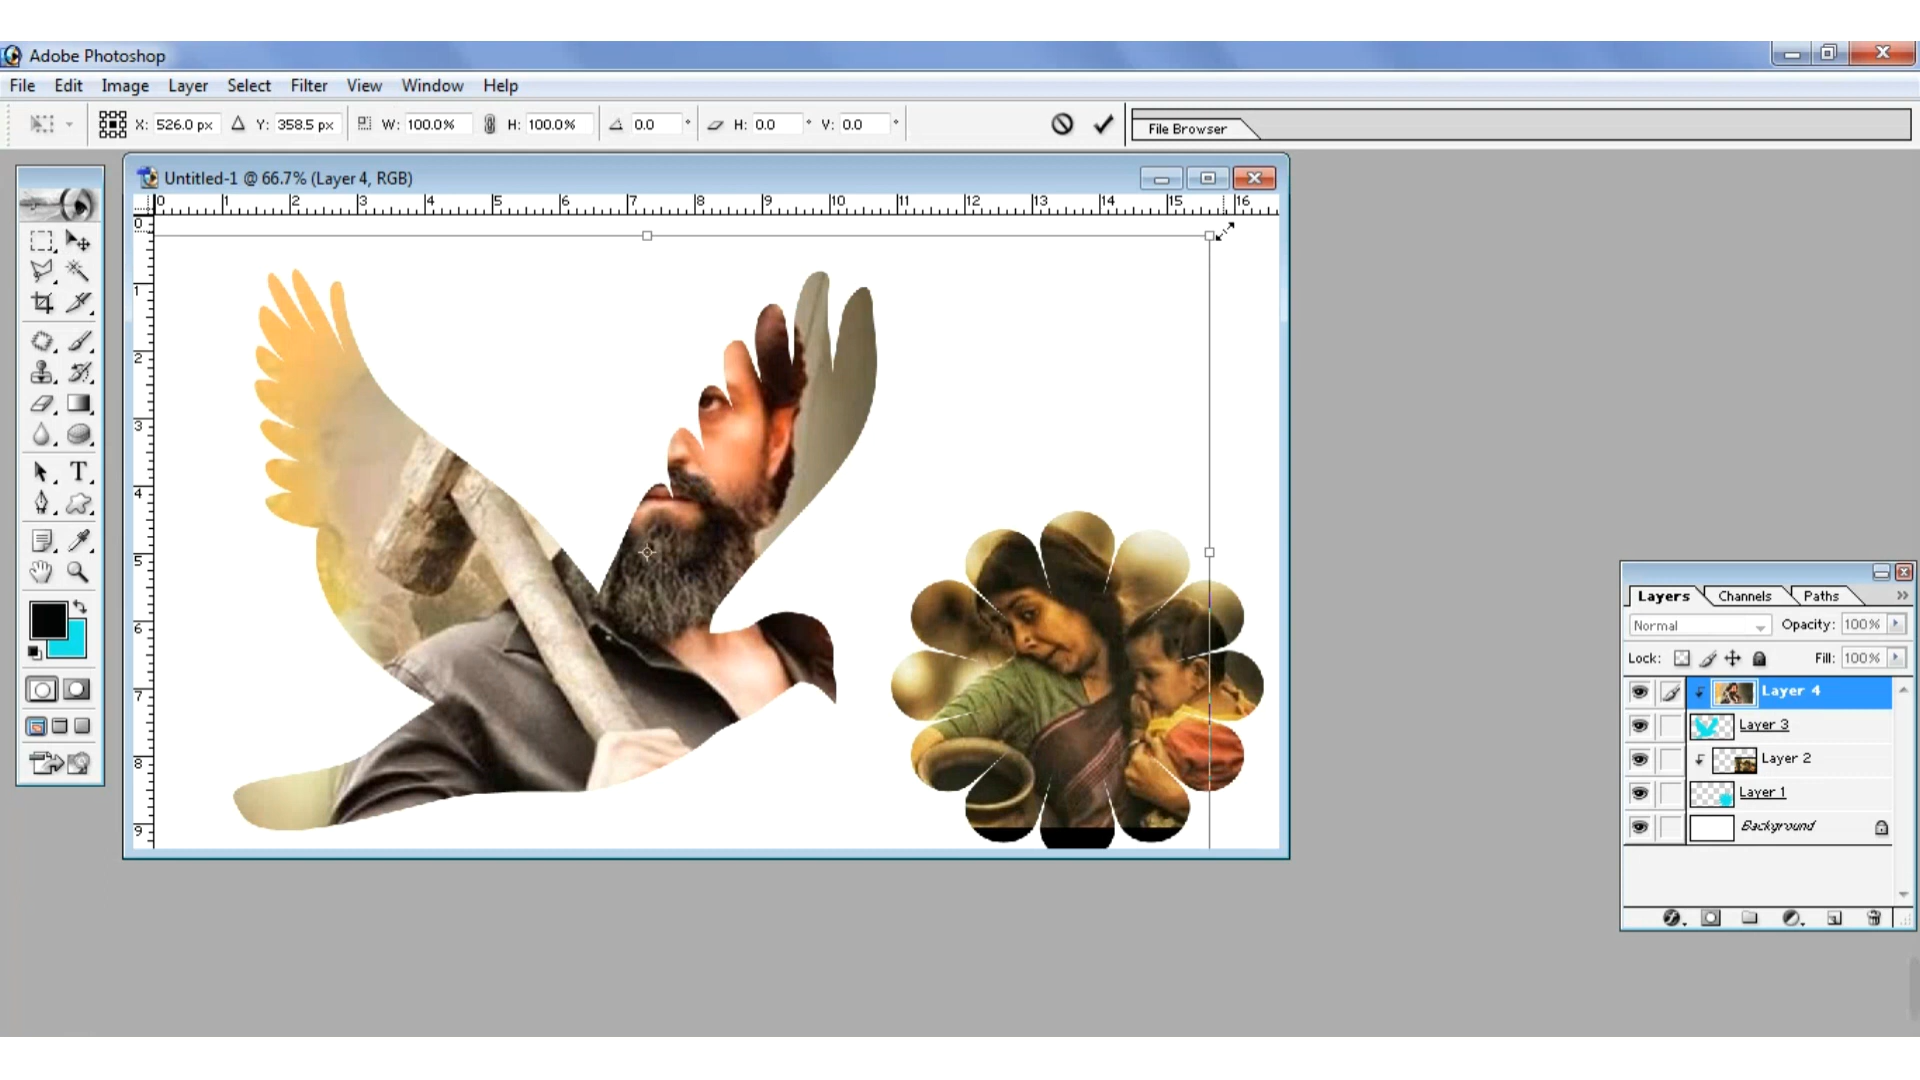 Adobe Photoshop
File Edit Image Layer Select Filter View Window Help
X: 526.0 px Y: 358.5 px W: 100.0% H: 100.0% 0.0 ° H: 0.0 ° V: 0.0 °
File Browser
Untitled-1 @ 66.7% (Layer 4, RGB)
0 1 2 3 4 5 6 7 8 9 10 11 12 13 14 15 16
0
1
2
3
4
5
6
7
8
9
T
Layers Channels Paths
Normal Opacity: 100%
Lock: Fill: 100%
Layer 4
Layer 3
Layer 2
Layer 1
Background